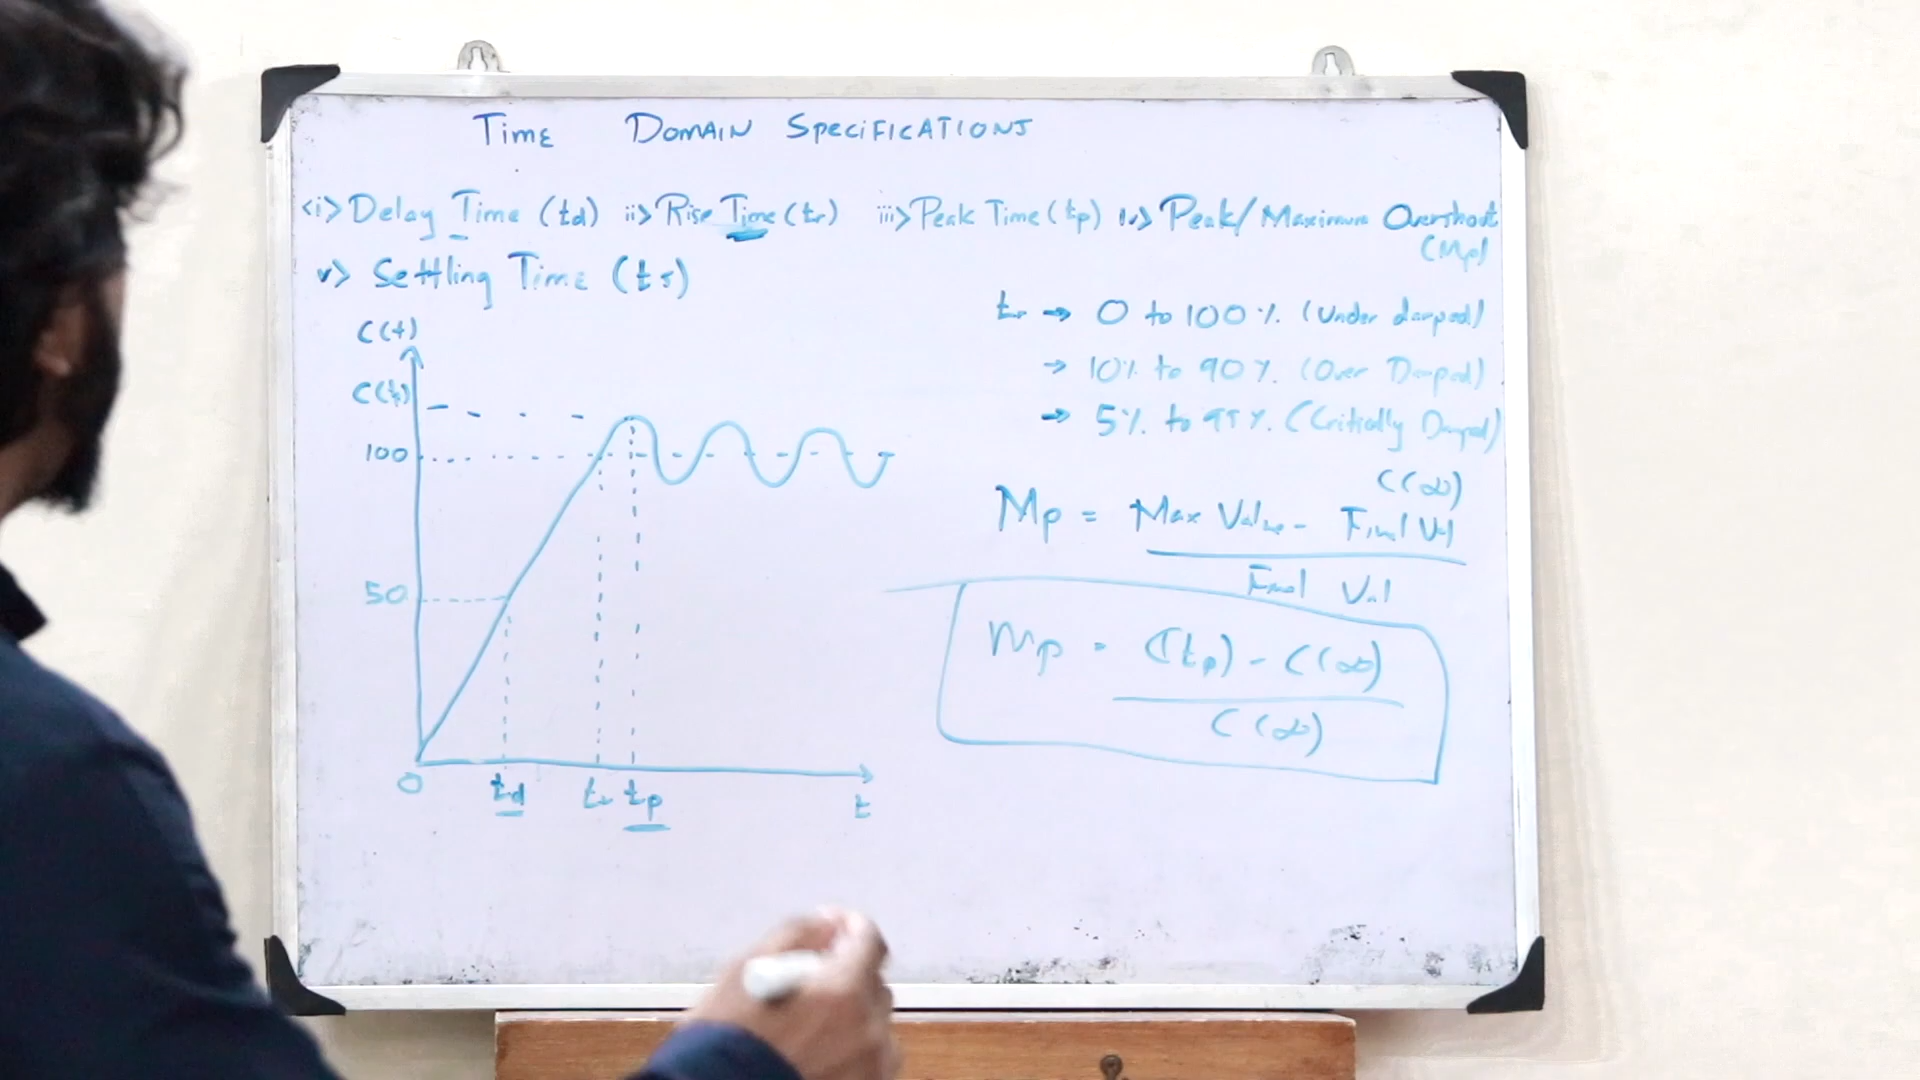 Time Domain Specifications
<i> Delay Time (td) ii> Rise Time (tr) iii> Peak Time (tp) iv> Peak/Maximum Overshoot
(Mp)
v> Settling Time (ts)
tr → 0 to 100%. (Under damped)
→ 10% to 90%. (Over Damped)
→ 5% to 95%. (Critically Damped)
C(∞)
Mp = Max Value - Final Val
Final Val
Mp = C(tp) - C(∞)
C(∞)
C(t)
C(tp)
100
50
0
td tr tp t